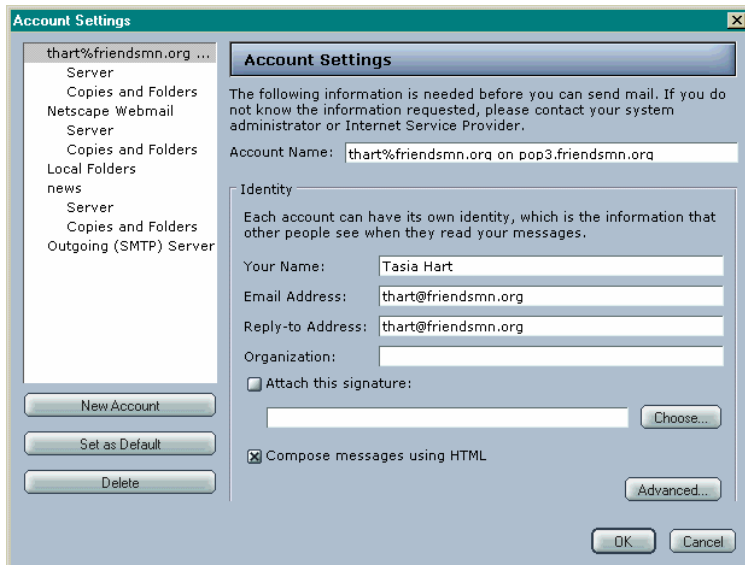 Account Settings
thart%friendsmn.org ...
Server
Copies and Folders
Netscape Webmail
Server
Copies and Folders
Local Folders
news
Server
Copies and Folders
Outgoing (SMTP) Server
New Account
Set as Default
Delete
Account Settings
The following information is needed before you can send mail. If you do
not know the information requested, please contact your system
administrator or Internet Service Provider.
Account Name: thart%friendsmn.org on pop3.friendsmn.org
Identity
Each account can have its own identity, which is the information that
other people see when they read your messages.
Your Name: Tasia Hart
Email Address: thart@friendsmn.org
Reply-to Address: thart@friendsmn.org
Organization:
Attach this signature:
Choose...
Compose messages using HTML
Advanced...
OK Cancel